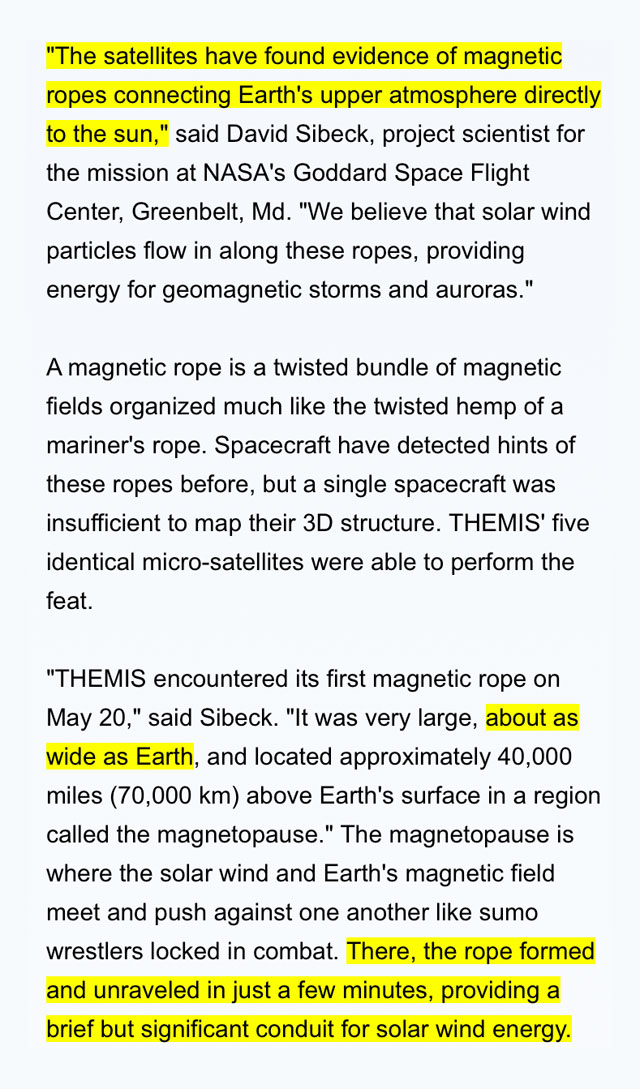 "The satellites have found evidence of magnetic
ropes connecting Earth's upper atmosphere directly
to the sun," said David Sibeck, project scientist for
the mission at NASA's Goddard Space Flight
Center, Greenbelt, Md. "We believe that solar wind
particles flow in along these ropes, providing
energy for geomagnetic storms and auroras."
A magnetic rope is a twisted bundle of magnetic
fields organized much like the twisted hemp of a
mariner's rope. Spacecraft have detected hints of
these ropes before, but a single spacecraft was
insufficient to map their 3D structure. THEMIS' five
identical micro-satellites were able to perform the
feat.
"THEMIS encountered its first magnetic rope on
May 20," said Sibeck. "It was very large, about as
wide as Earth, and located approximately 40,000
miles (70,000 km) above Earth's surface in a region
called the magnetopause." The magnetopause is
where the solar wind and Earth's magnetic field
meet and push against one another like sumo
wrestlers locked in combat. There, the rope formed
and unraveled in just a few minutes, providing a
brief but significant conduit for solar wind energy.